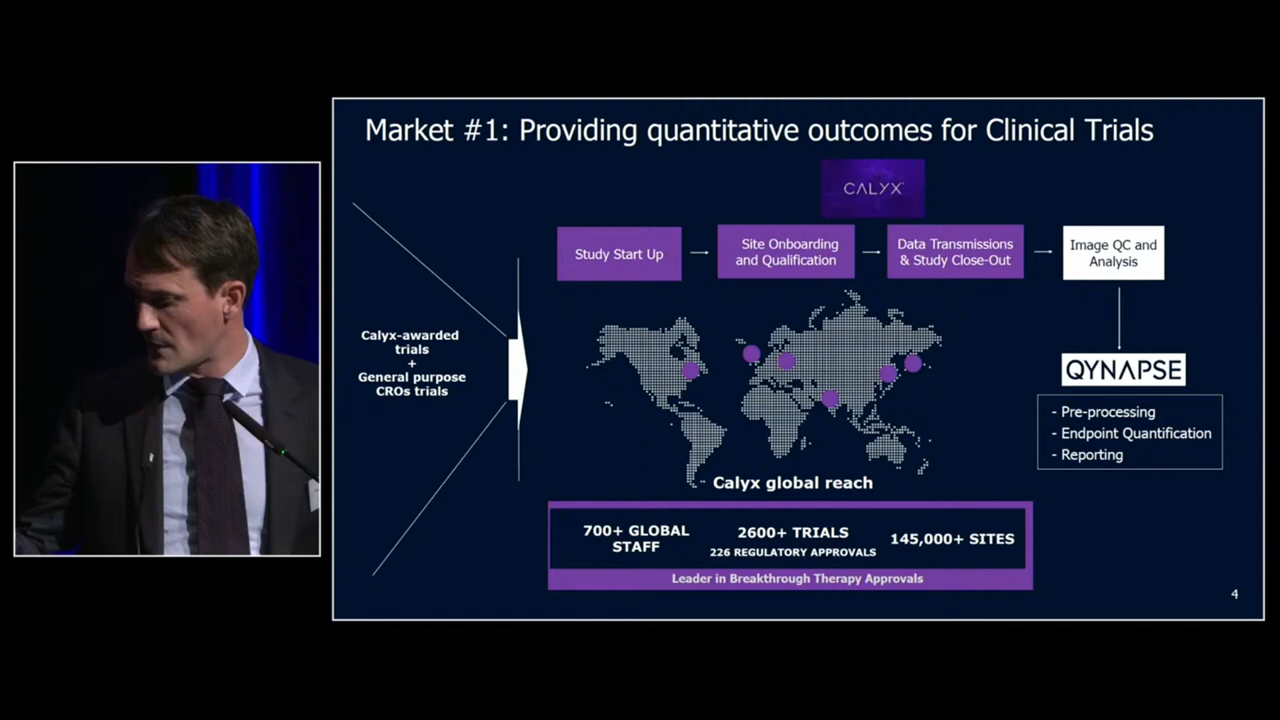 Market #1: Providing quantitative outcomes for Clinical Trials
CALYX
Study Start Up
Site Onboarding
and Qualification
Data Transmissions
& Study Close-Out
Image QC and
Analysis
Calyx-awarded
trials
+
General purpose
CROs trials
QYNAPSE
- Pre-processing
- Endpoint Quantification
- Reporting
Calyx global reach
700+ GLOBAL
STAFF
2600+ TRIALS
226 REGULATORY APPROVALS
145,000+ SITES
Leader in Breakthrough Therapy Approvals
4